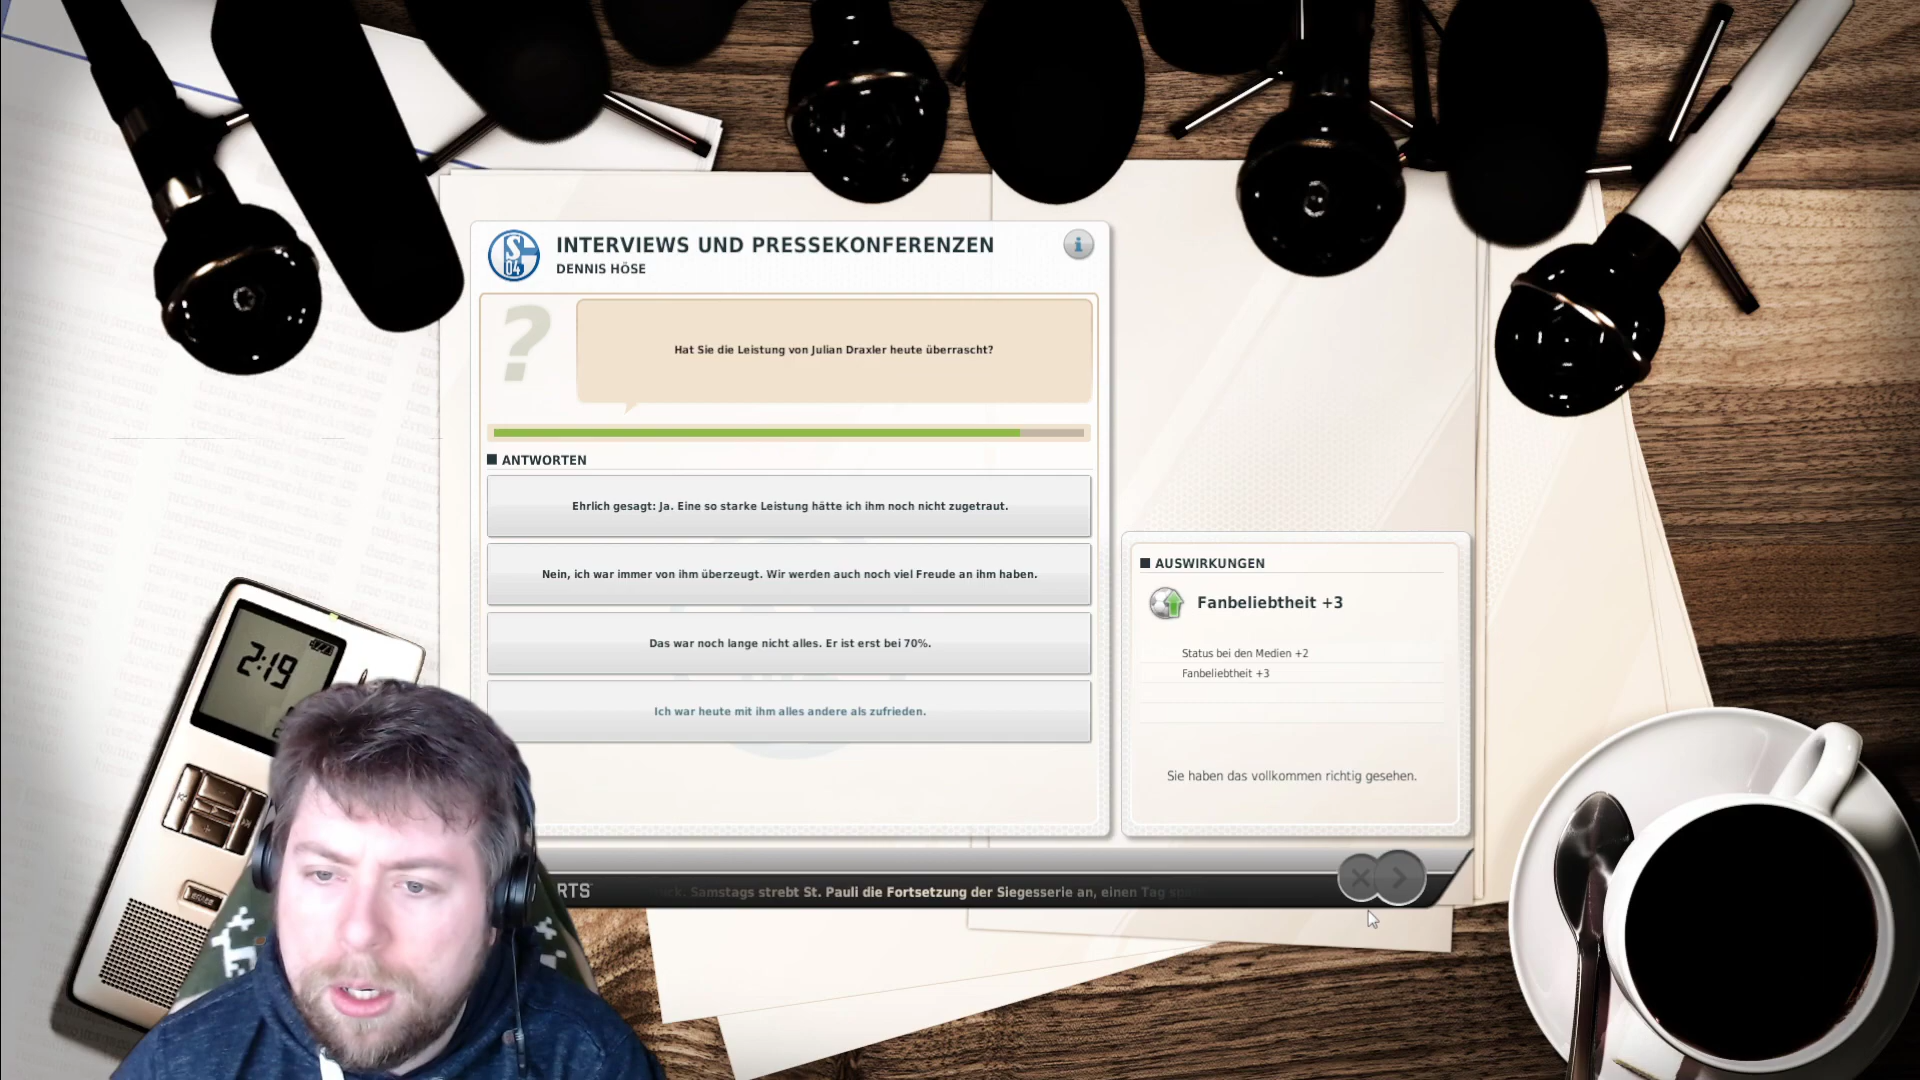 INTERVIEWS UND PRESSEKONFERENZEN
DENNIS HÖSE
Hat Sie die Leistung von Julian Draxler heute überrascht?
ANTWORTEN
Ehrlich gesagt: Ja. Eine so starke Leistung hätte ich ihm noch nicht zugetraut.
Nein, ich war immer von ihm überzeugt. Wir werden auch noch viel Freude an ihm haben.
Das war noch lange nicht alles. Er ist erst bei 70%.
Ich war heute mit ihm alles andere als zufrieden.
AUSWIRKUNGEN
Fanbeliebtheit +3
Status bei den Medien +2
Fanbeliebtheit +3
Sie haben das vollkommen richtig gesehen.
2:19
RTS
Samstags strebt St. Pauli die Fortsetzung der Siegesserie an, einen Tag
S
04